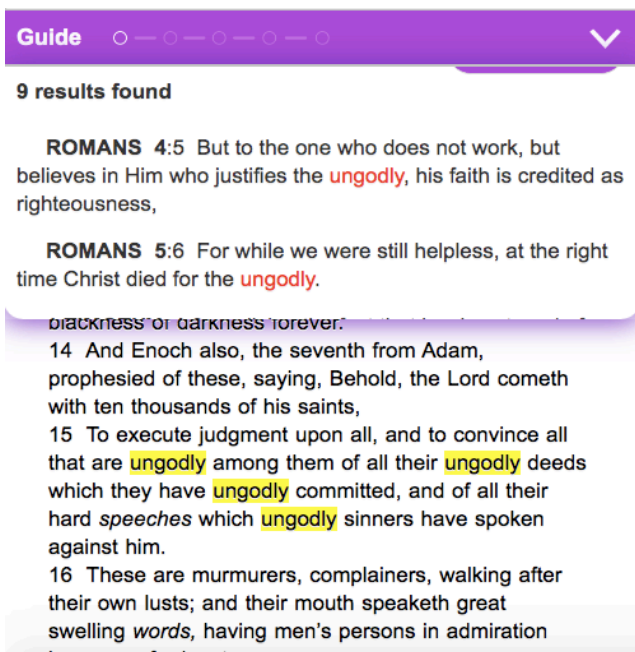 Guide
9 results found
ROMANS 4:5 But to the one who does not work, but
believes in Him who justifies the ungodly, his faith is credited as
righteousness,
ROMANS 5:6 For while we were still helpless, at the right
time Christ died for the ungodly.
blackness of darkness forever.
14 And Enoch also, the seventh from Adam,
prophesied of these, saying, Behold, the Lord cometh
with ten thousands of his saints,
15 To execute judgment upon all, and to convince all
that are ungodly among them of all their ungodly deeds
which they have ungodly committed, and of all their
hard speeches which ungodly sinners have spoken
against him.
16 These are murmurers, complainers, walking after
their own lusts; and their mouth speaketh great
swelling words, having men's persons in admiration